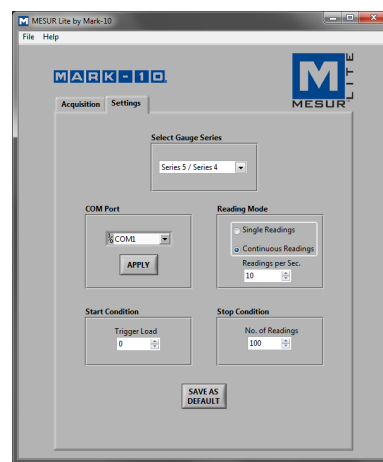 MESUR Lite by Mark-10
File Help
MARK-10
MESUR LITE
Acquisition Settings
Select Gauge Series
Series 5 / Series 4
COM Port
COM1
APPLY
Reading Mode
Single Readings
Continuous Readings
Readings per Sec.
10
Start Condition
Trigger Load
0
Stop Condition
No. of Readings
100
SAVE AS
DEFAULT